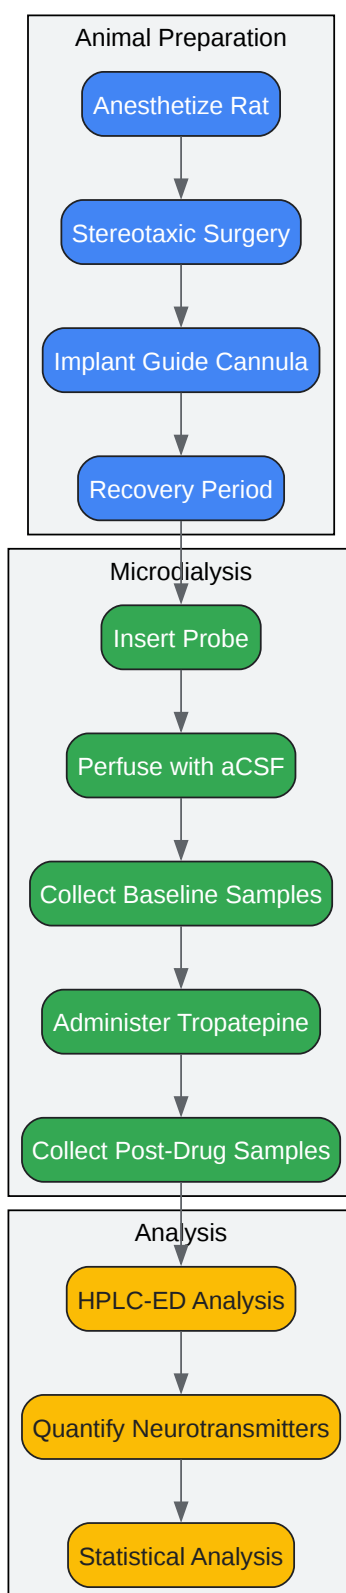 Animal Preparation
Anesthetize Rat
Stereotaxic Surgery
Implant Guide Cannula
Recovery Period
Microdialysis
Insert Probe
Perfuse with aCSF
Collect Baseline Samples
Administer Tropatepine
Collect Post-Drug Samples
Analysis
HPLC-ED Analysis
Quantify Neurotransmitters
Statistical Analysis